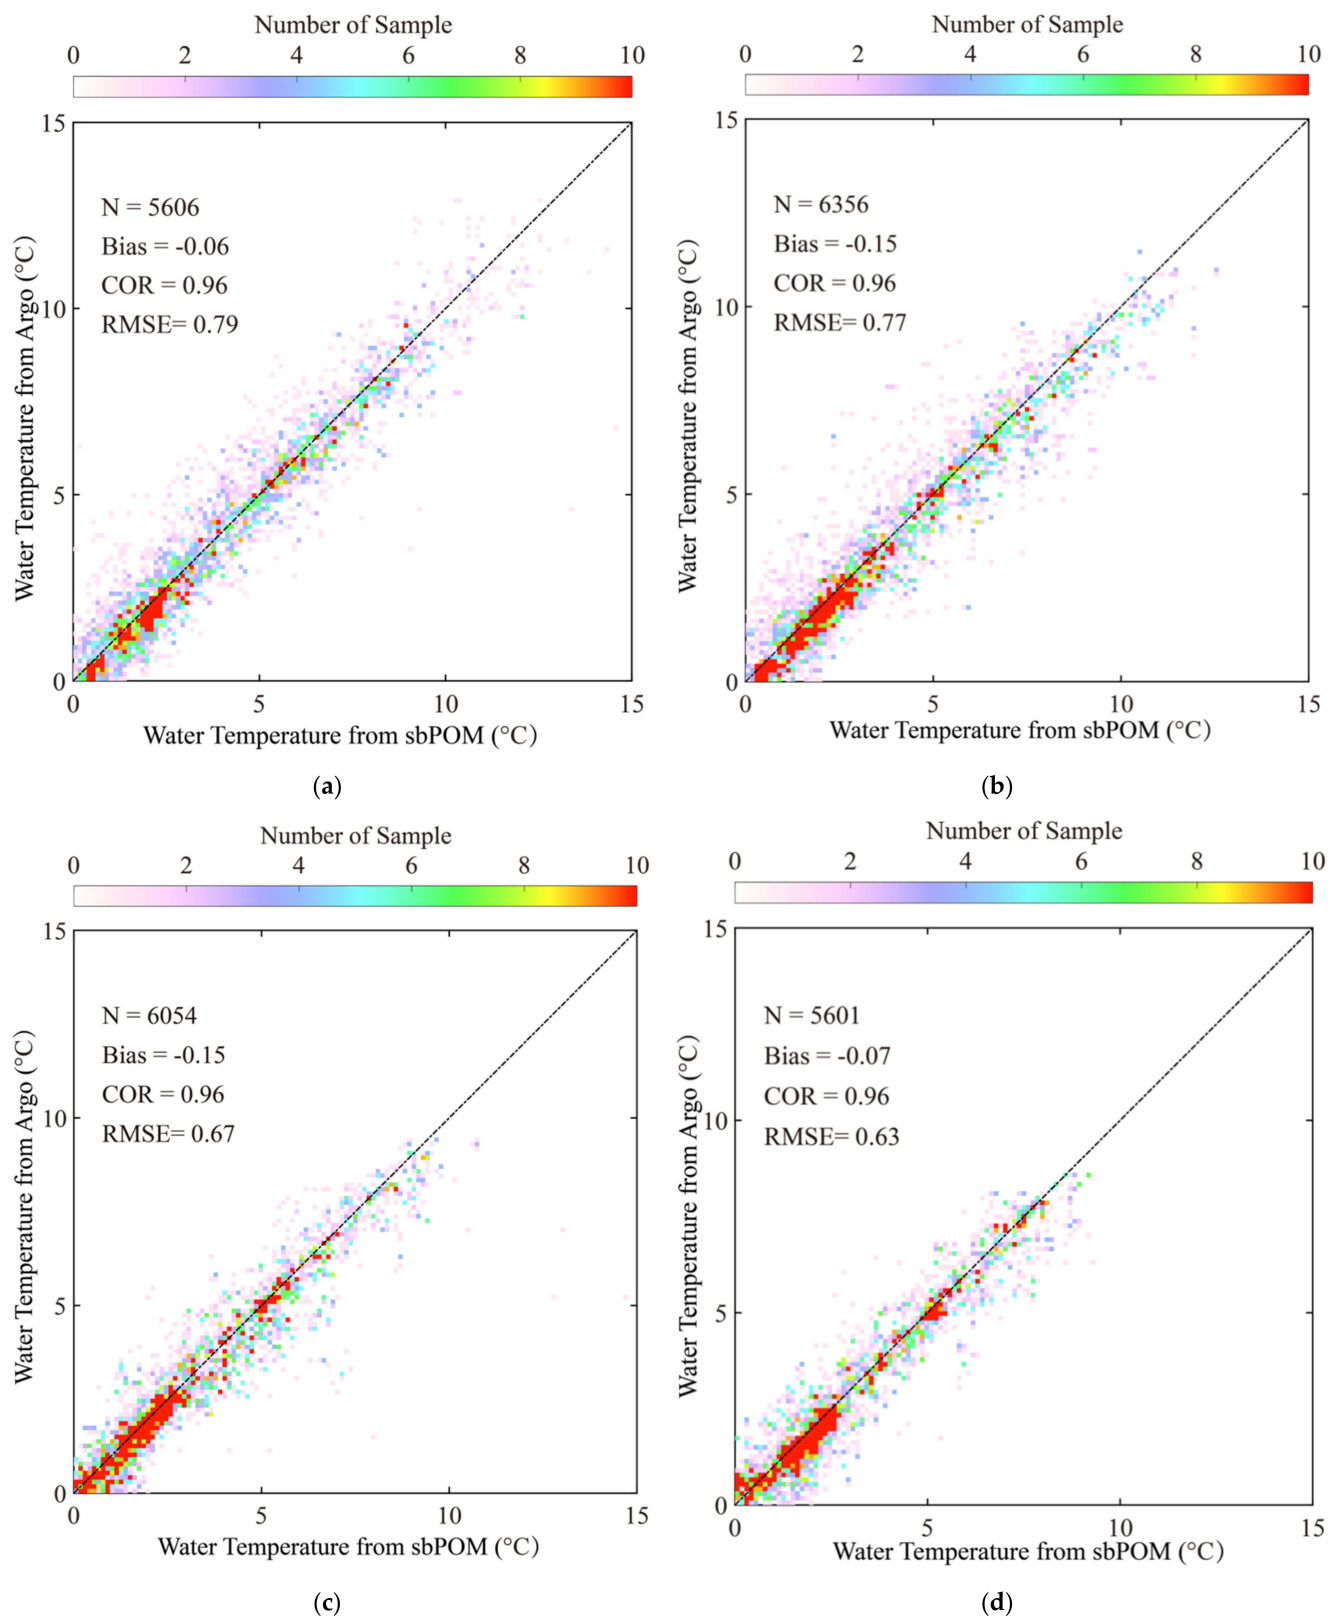 Number of Sample
0 2 4 6 8 10
15
N = 5606
Bias = -0.06
COR = 0.96
RMSE= 0.79
10
5
0
0 5 10 15
Water Temperature from Argo (°C)
Water Temperature from sbPOM (°C)
(a)
Number of Sample
0 2 4 6 8 10
15
N = 6356
Bias = -0.15
COR = 0.96
RMSE= 0.77
10
5
0
0 5 10 15
Water Temperature from Argo (°C)
Water Temperature from sbPOM (°C)
(b)
Number of Sample
0 2 4 6 8 10
15
N = 6054
Bias = -0.15
COR = 0.96
RMSE= 0.67
10
5
0
0 5 10 15
Water Temperature from Argo (°C)
Water Temperature from sbPOM (°C)
(c)
Number of Sample
0 2 4 6 8 10
15
N = 5601
Bias = -0.07
COR = 0.96
RMSE= 0.63
10
5
0
0 5 10 15
Water Temperature from Argo (°C)
Water Temperature from sbPOM (°C)
(d)